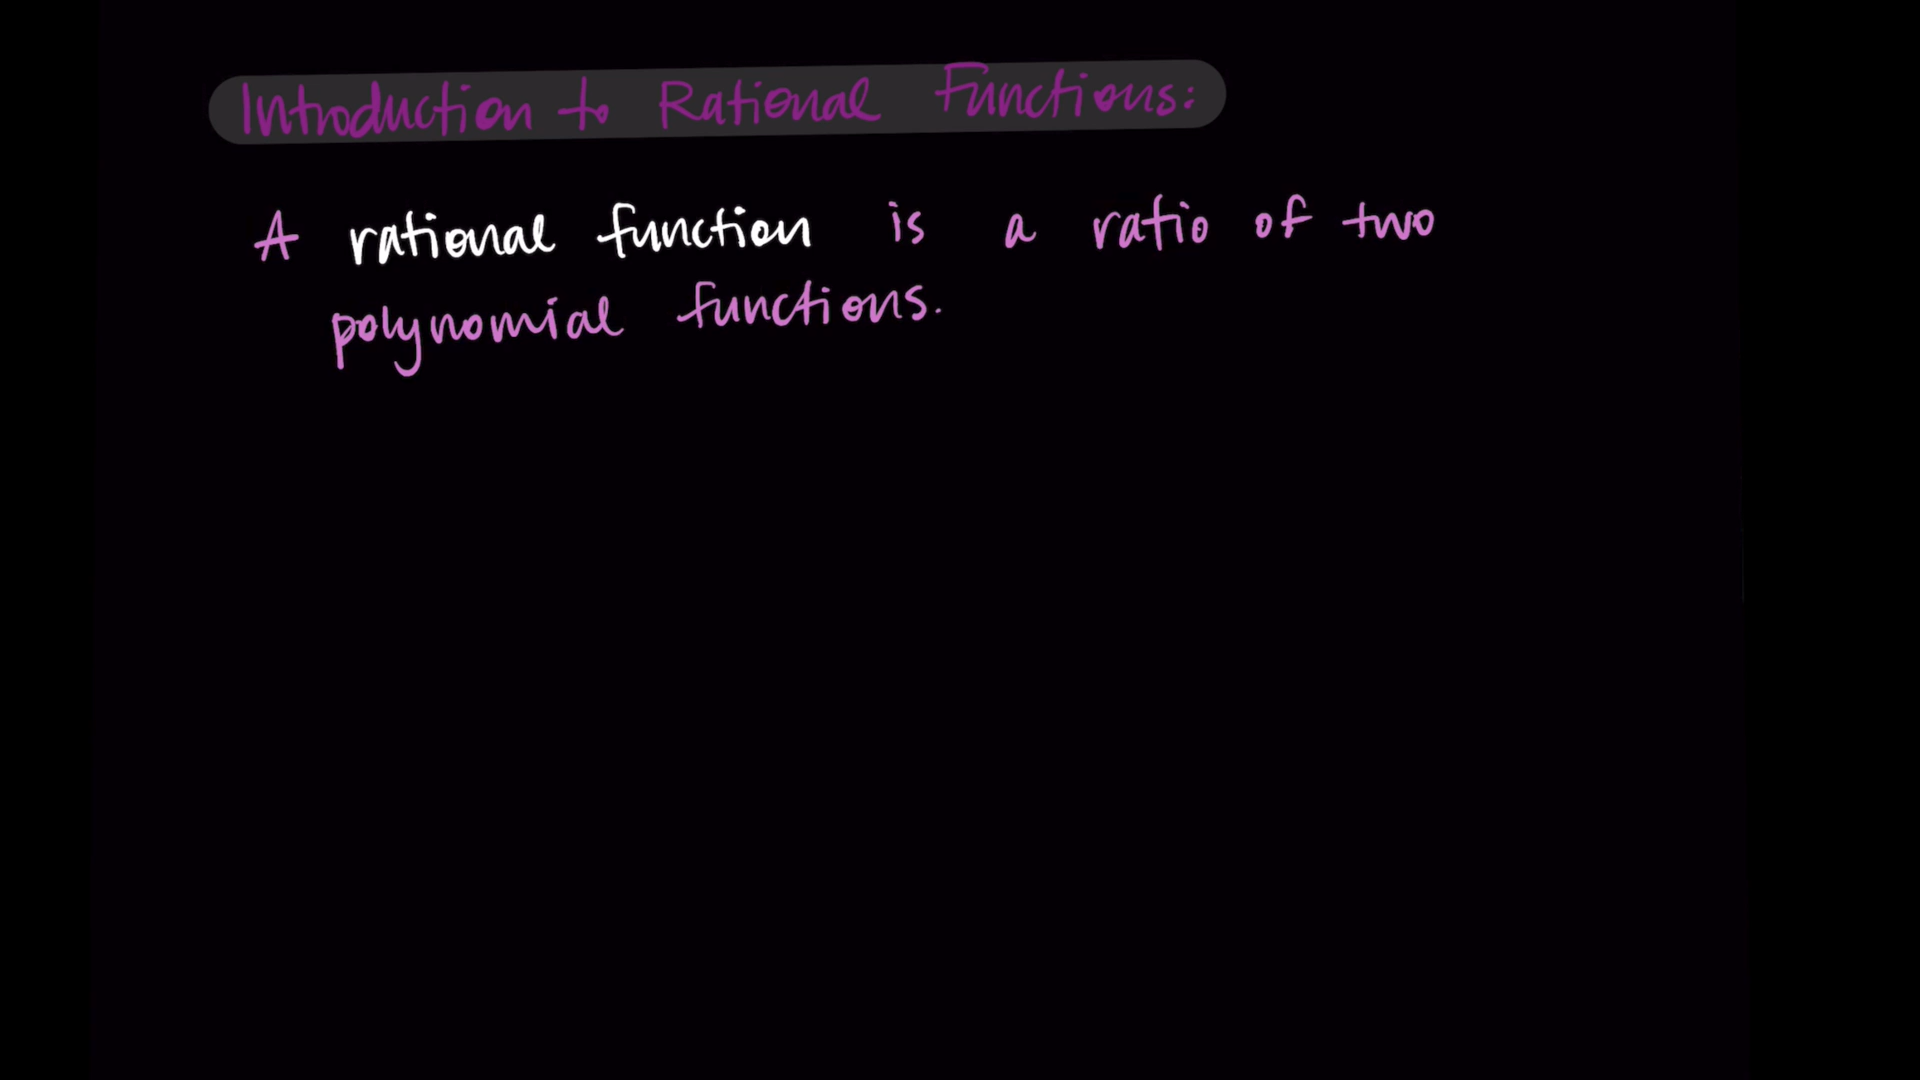 Introduction to Rational Functions:
A rational function is a ratio of two
polynomial functions.